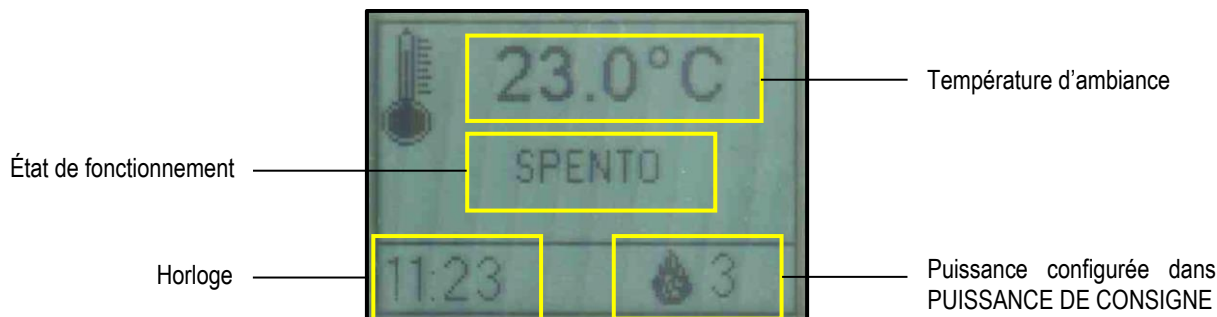 23.0°C
Température d’ambiance
État de fonctionnement
SPENTO
Horloge
11:23
3
Puissance configurée dans
PUISSANCE DE CONSIGNE